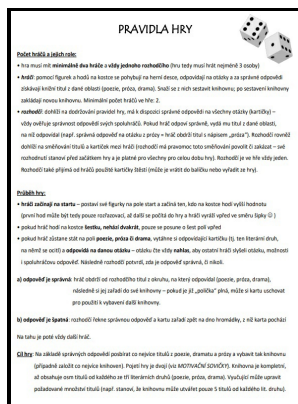 PRAVIDLA HRY
Počet hráčů a jejich role:
• hra musí mít minimálně dva hráče a vždy jednoho rozhodčího (hru tedy musí hrát nejméně 3 osoby)
• hráči: pomocí figurek a hodů na kostce se pohybují na herní desce, odpovídají na otázky a za správné odpovědi
získávají knižní titul z dané oblasti (poezie, próza, drama). Snaží se z nich sestavit knihovnu; po sestavení knihovny
zakládají novou knihovnu. Minimální počet hráčů ve hře: 2.
• rozhodčí: dohlíží na dodržování pravidel hry, má k dispozici správné odpovědi na všechny otázky (kartičky) –
vždy ověřuje správnost odpovědi svých spoluhráčů. Pokud hráč odpoví správně, vydá mu titul z dané oblasti,
na niž odpovídal (např. správná odpověď na otázku z prózy = hráč obdrží titul s nápisem „próza"). Rozhodčí rovněž
dohlíží na směňování titulů a kartiček mezi hráči (rozhodčí má pravomoc toto směňování povolit či zakázat – své
rozhodnutí stanoví před začátkem hry a je platné pro všechny pro celou dobu hry). Rozhodčí je ve hře vždy jeden.
Rozhodčí také přijímá od hráčů použité kartičky štěstí (může je vrátit do balíčku nebo vyřadit ze hry).
Průběh hry:
• hráči začínají na startu – postaví své figurky na pole start a začíná ten, kdo na kostce hodí vyšší hodnotu
(první hod může být tedy pouze rozřazovací, až další se počítá do hry a hráči vyráží vpřed ve směru šipky ☺ )
• pokud hráč hodí na kostce šestku, nehází dvakrát, pouze se posune o šest polí vpřed
• pokud hráč zůstane stát na poli poezie, próza či drama, vytáhne si odpovídající kartičku (tj. ten literární druh,
na němž se ocitl) a odpovídá na danou otázku – otázku čte vždy nahlas, aby ostatní hráči slyšeli otázku, možnosti
i spoluhráčovu odpověď. Následně rozhodčí potvrdí, zda je odpověď správná, či nikoli.
a) odpověď je správná: hráč obdrží od rozhodčího titul z okruhu, na který odpovídal (poezie, próza, drama),
následně si jej zařadí do své knihovny – pokud je již „polička" plná, může si kartu uschovat
pro použití k vybavení další knihovny.
b) odpověď je špatná: rozhodčí řekne správnou odpověď a kartu zařadí zpět na dno hromádky, z níž karta pochází
Na tahu je poté vždy další hráč.
Cíl hry: Na základě správných odpovědí posbírat co nejvíce titulů z poezie, dramatu a prózy a vybavit tak knihovnu
(případně založit co nejvíce knihoven). Pojetí hry je dvojí (viz MOTIVAČNÍ SOVIČKY). Knihovna je kompletní,
až obsahuje osm titulů od každého ze tří literárních druhů (poezie, próza, drama). Vyučující může upravit
požadované množství titulů (např. stanoví, že knihovna může utvářet pouze 5 titulů od každého lit. druhu).